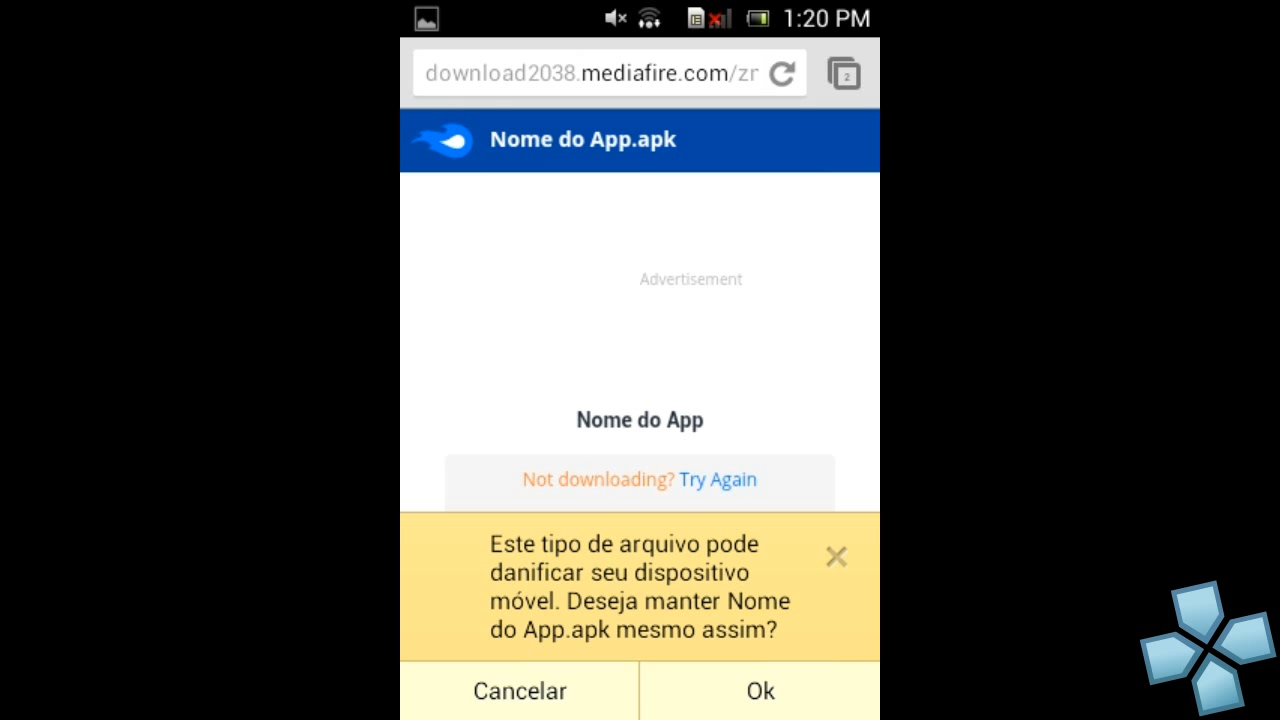 1:20 PM
download2038.mediafire.com/zr
2
Nome do App.apk
Advertisement
Nome do App
Not downloading? Try Again
Este tipo de arquivo pode
danificar seu dispositivo
móvel. Deseja manter Nome
do App.apk mesmo assim?
Cancelar Ok